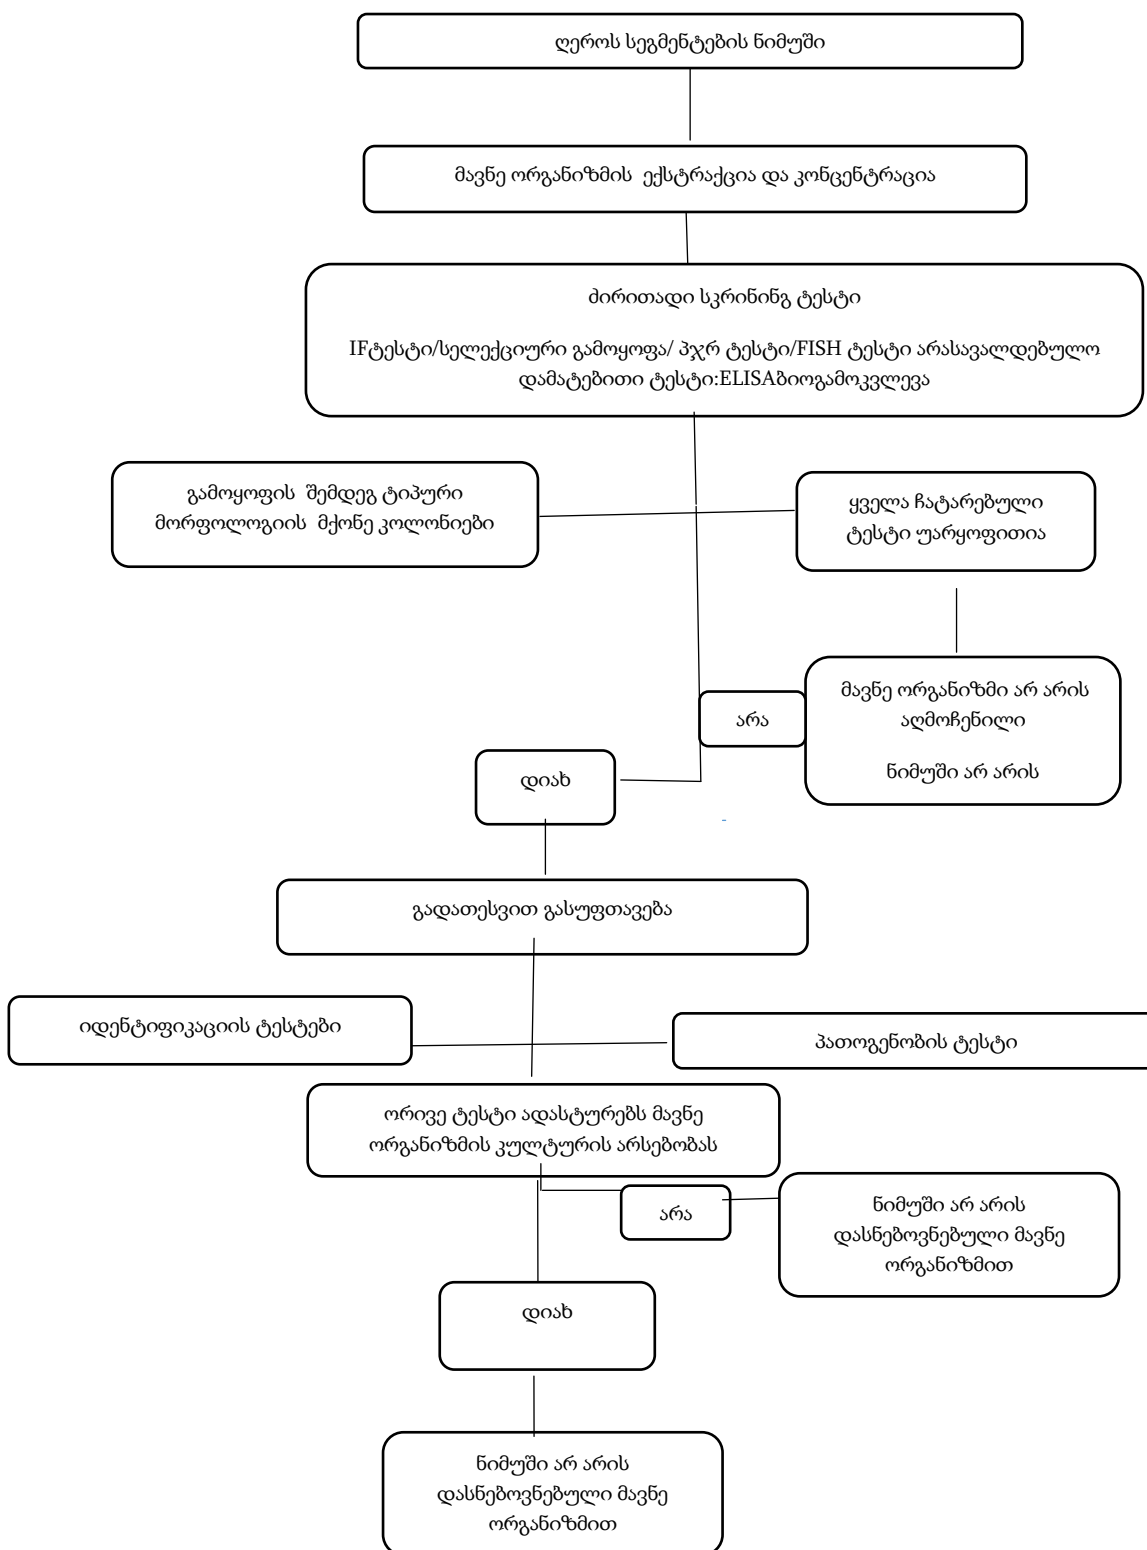 ღეროს სეგმენტების ნიმუში
მავნე ორგანიზმის ექსტრაქცია და კონცენტრაცია
ძირითადი სკრინინგ ტესტი
IFტესტი/სელექციური გამოყოფა/ პჯრ ტესტი/FISH ტესტი არასავალდებულო
დამატებითი ტესტი:ELISAბიოგამოკვლევა
გამოყოფის შემდეგ ტიპური
მორფოლოგიის მქონე კოლონიები
ყველა ჩატარებული
ტესტი უარყოფითია
მავნე ორგანიზმი არ არის
აღმოჩენილი
ნიმუში არ არის
არა
დიახ
გადათესვით გასუფთავება
იდენტიფიკაციის ტესტები
პათოგენობის ტესტი
ორივე ტესტი ადასტურებს მავნე
ორგანიზმის კულტურის არსებობას
არა
ნიმუში არ არის
დასნებოვნებული მავნე
ორგანიზმით
დიახ
ნიმუში არ არის
დასნებოვნებული მავნე
ორგანიზმით